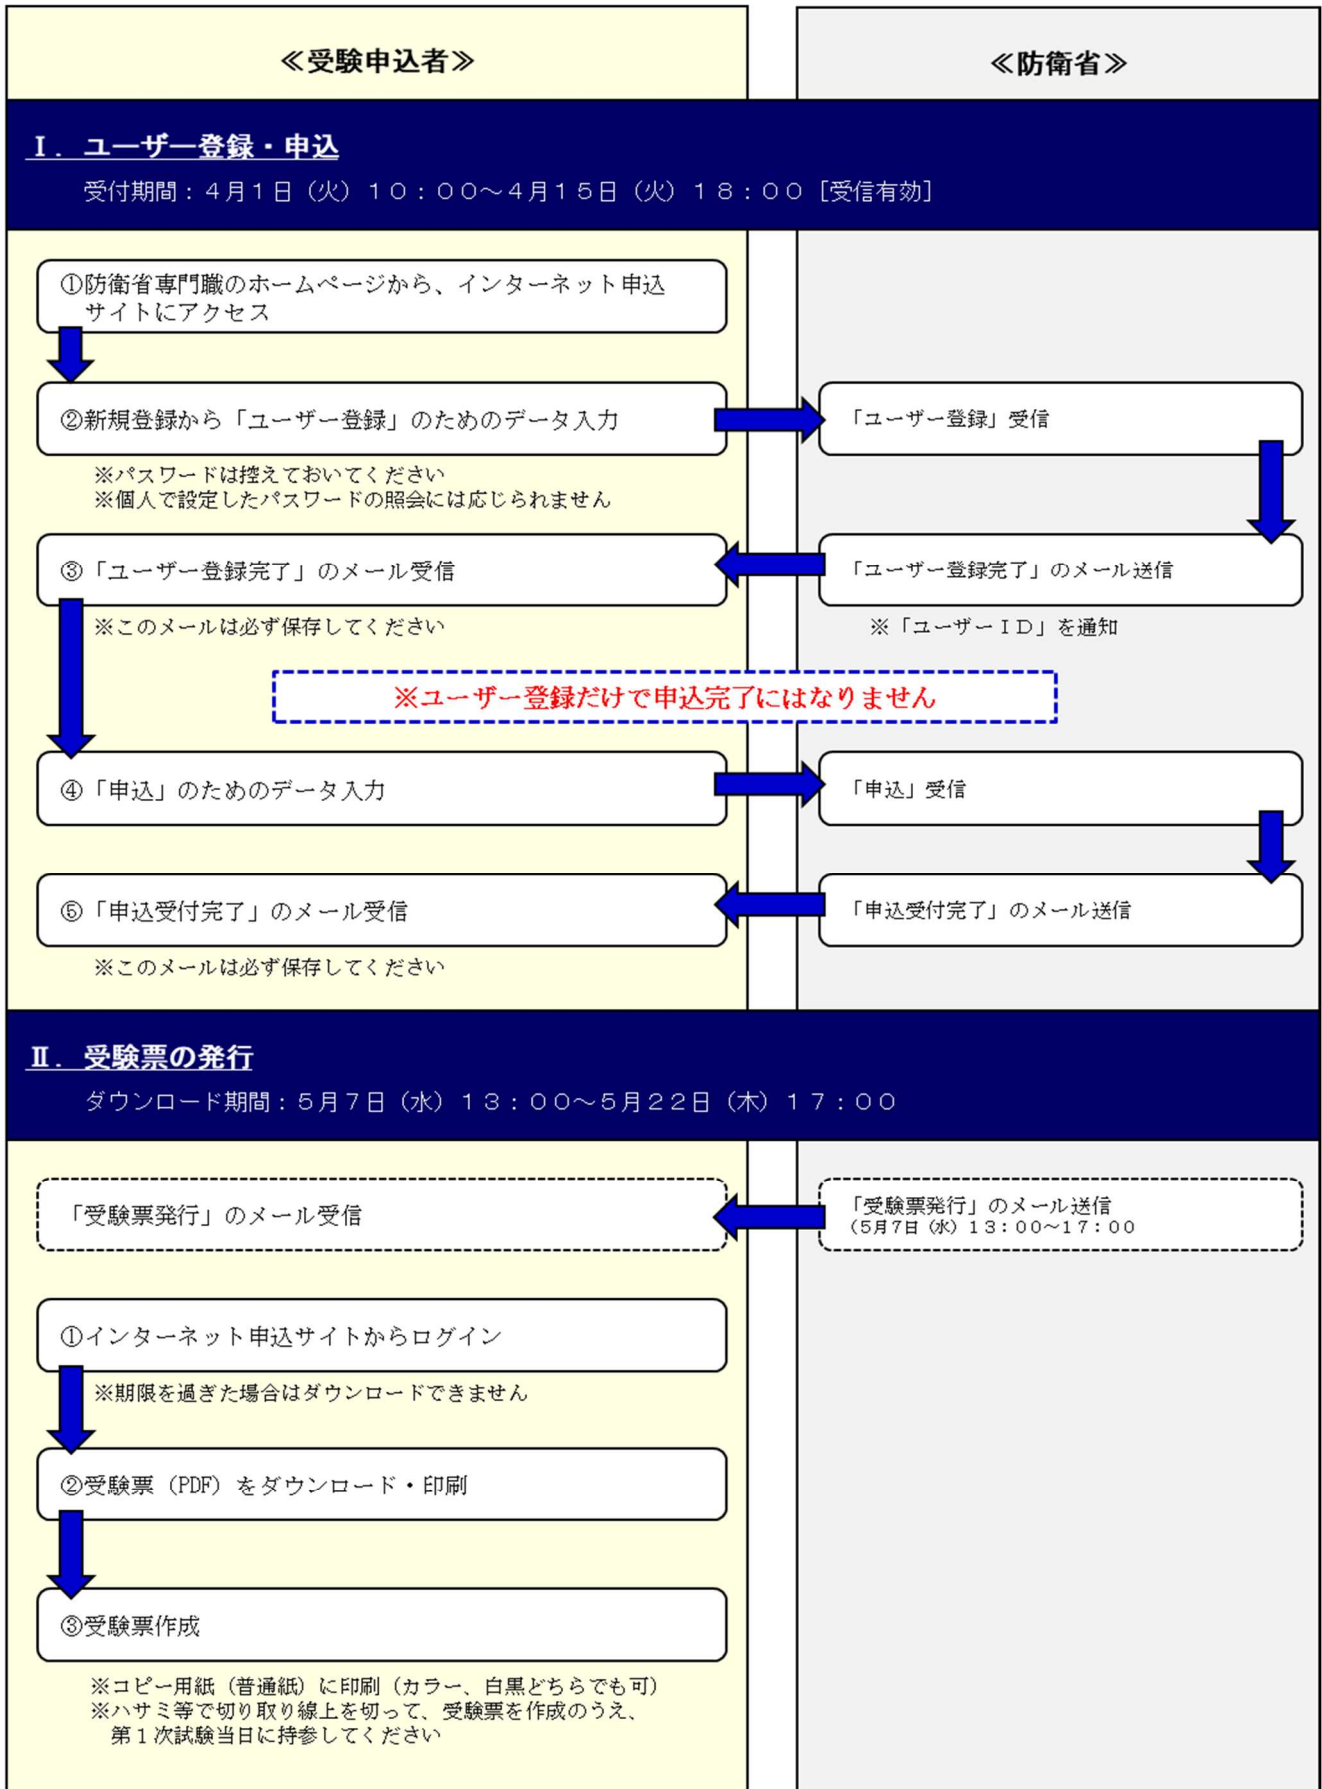 ≪受験申込者≫
≪防衛省≫
Ⅰ．ユーザー登録・申込
受付期間：４月１日（火）１０：００～４月１５日（火）１８：００［受信有効］
①防衛省専門職のホームページから、インターネット申込
サイトにアクセス
②新規登録から「ユーザー登録」のためのデータ入力
「ユーザー登録」受信
※パスワードは控えておいてください
※個人で設定したパスワードの照会には応じられません
③「ユーザー登録完了」のメール受信
「ユーザー登録完了」のメール送信
※このメールは必ず保存してください
※「ユーザーＩＤ」を通知
※ユーザー登録だけで申込完了にはなりません
④「申込」のためのデータ入力
「申込」受信
⑤「申込受付完了」のメール受信
「申込受付完了」のメール送信
※このメールは必ず保存してください
Ⅱ．受験票の発行
ダウンロード期間：５月７日（水）１３：００～５月２２日（木）１７：００
「受験票発行」のメール受信
「受験票発行」のメール送信
（５月７日（水）１３：００～１７：００
①インターネット申込サイトからログイン
※期限を過ぎた場合はダウンロードできません
②受験票（PDF）をダウンロード・印刷
③受験票作成
※コピー用紙（普通紙）に印刷（カラー、白黒どちらでも可）
※ハサミ等で切り取り線上を切って、受験票を作成のうえ、
第１次試験当日に持参してください